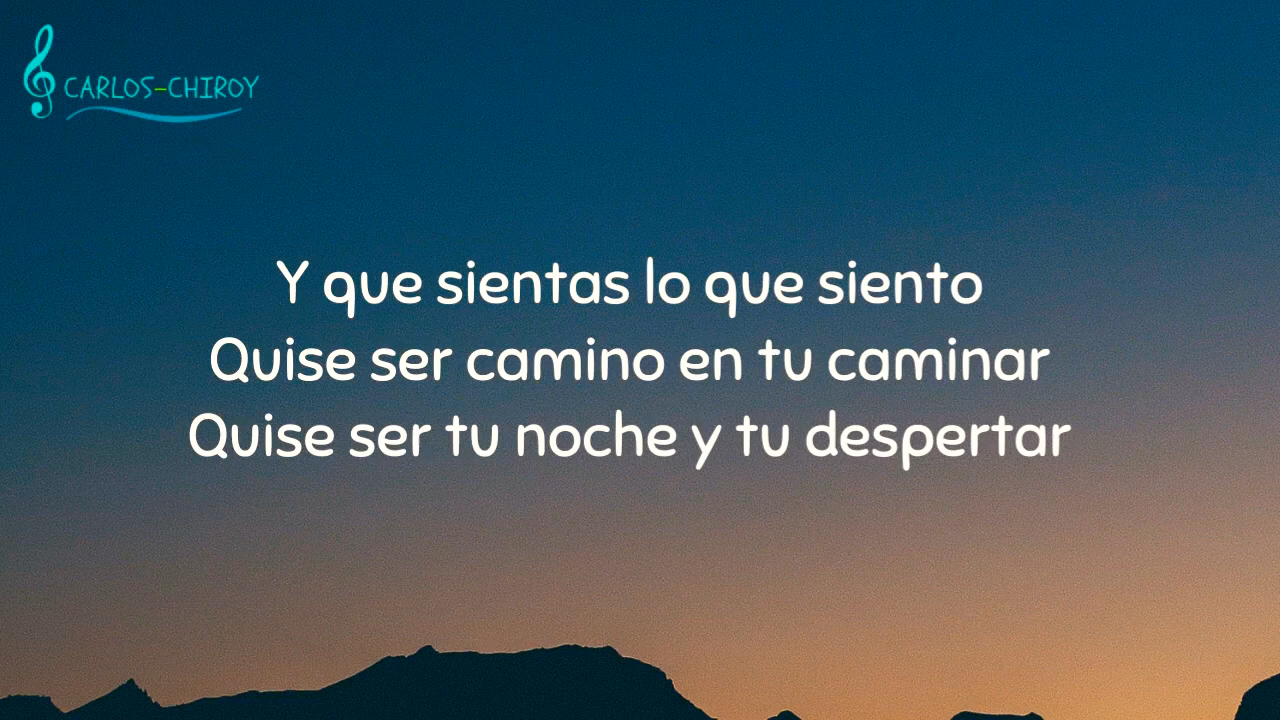 CARLOS-CHIROY
Y que sientas lo que siento
Quise ser camino en tu caminar
Quise ser tu noche y tu despertar